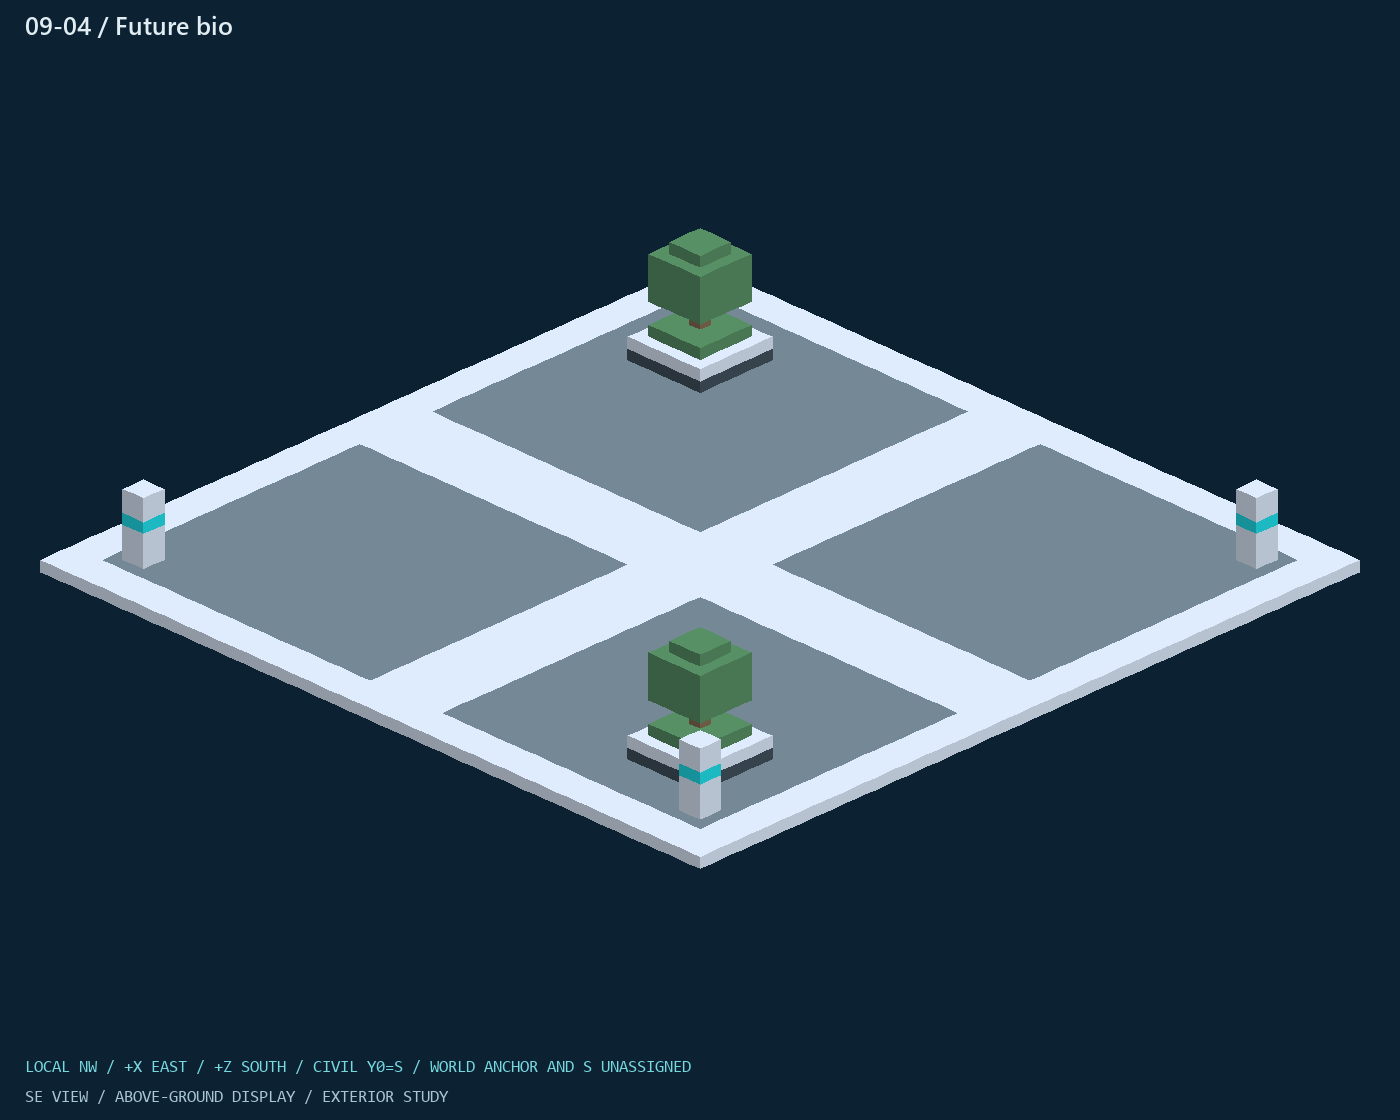 09-04 / Future bio
LOCAL NW / +X EAST / +Z SOUTH / CIVIL Y0=S / WORLD ANCHOR AND S UNASSIGNED
SE VIEW / ABOVE-GROUND DISPLAY / EXTERIOR STUDY